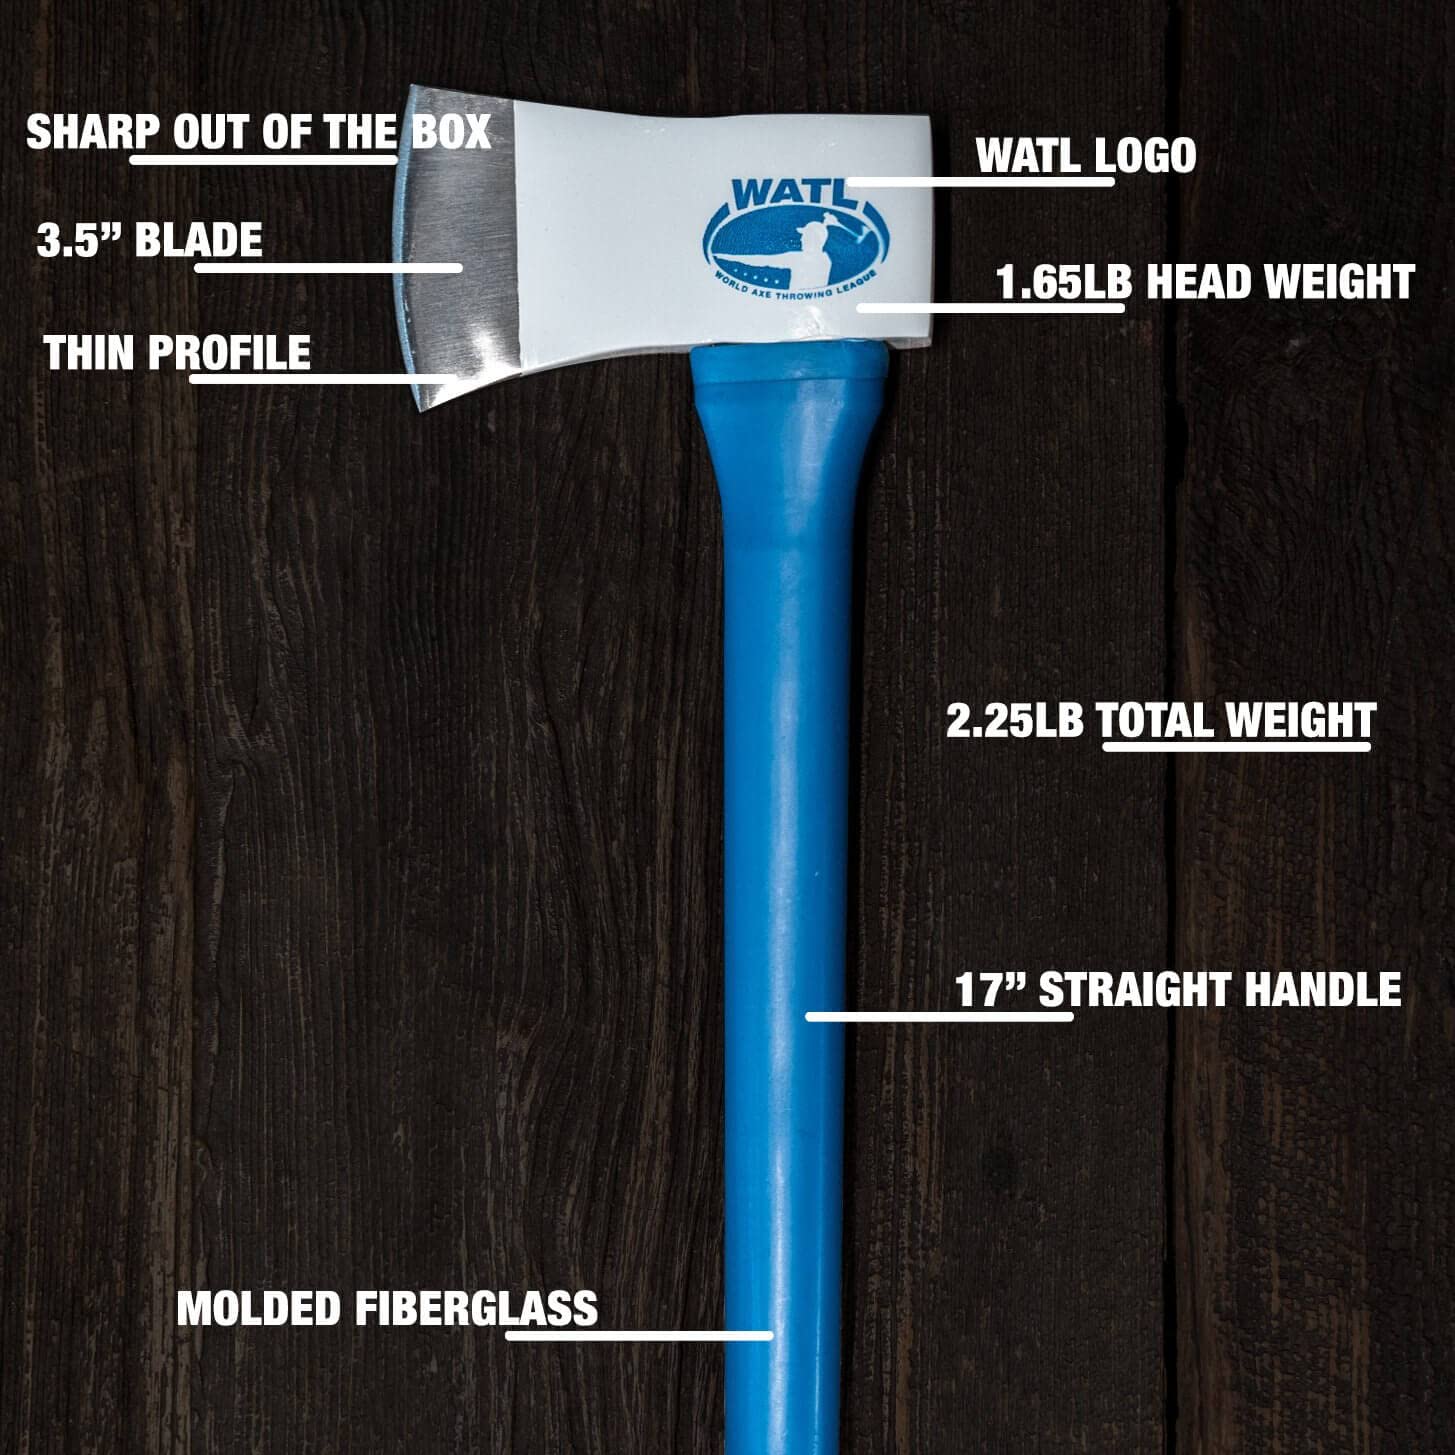 SHARP OUT OF THE BOX
WATL LOGO
3.5” BLADE
WATL
WORLD AXE THROWING LEAGUE
1.65LB HEAD WEIGHT
THIN PROFILE
2.25LB TOTAL WEIGHT
17” STRAIGHT HANDLE
MOLDED FIBERGLASS